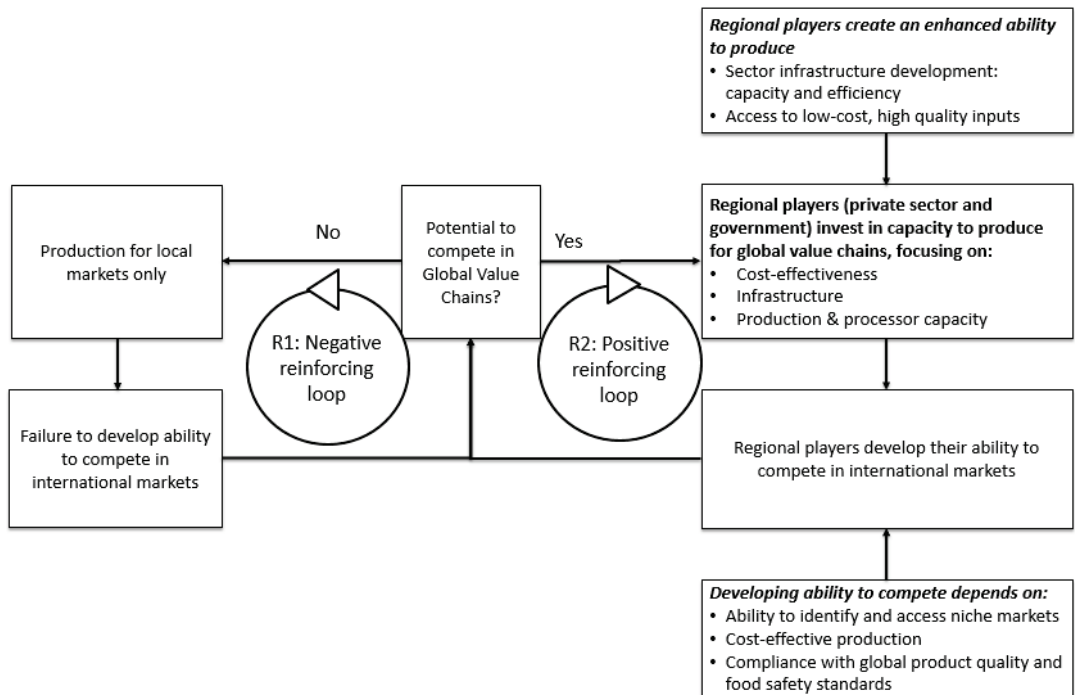 Regional players create an enhanced ability
to produce
• Sector infrastructure development:
capacity and efficiency
• Access to low-cost, high quality inputs
Production for local
markets only
No
Potential to
compete in
Global Value
Chains?
Yes
Regional players (private sector and
government) invest in capacity to produce
for global value chains, focusing on:
• Cost-effectiveness
• Infrastructure
• Production & processor capacity
R1: Negative
reinforcing
loop
R2: Positive
reinforcing
loop
Failure to develop ability
to compete in
international markets
Regional players develop their ability to
compete in international markets
Developing ability to compete depends on:
• Ability to identify and access niche markets
• Cost-effective production
• Compliance with global product quality and
food safety standards